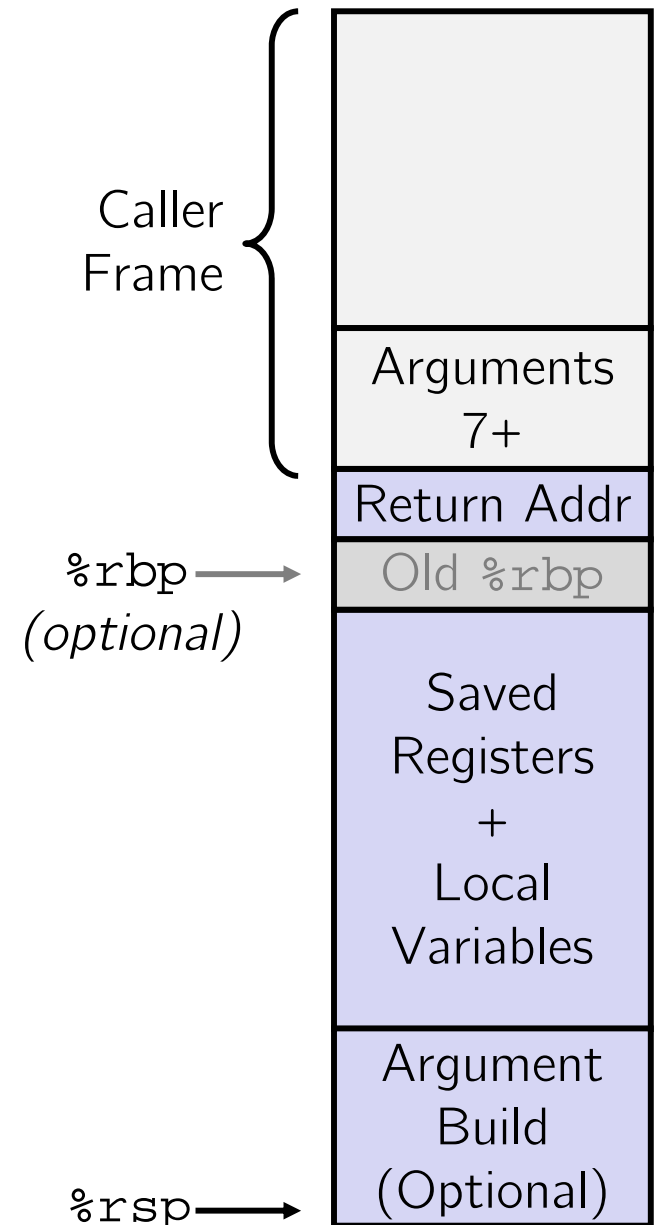 Caller
Frame
Arguments
7+
Return Addr
%rbp
(optional)
Old %rbp
Saved
Registers
+
Local
Variables
Argument
Build
(Optional)
%rsp